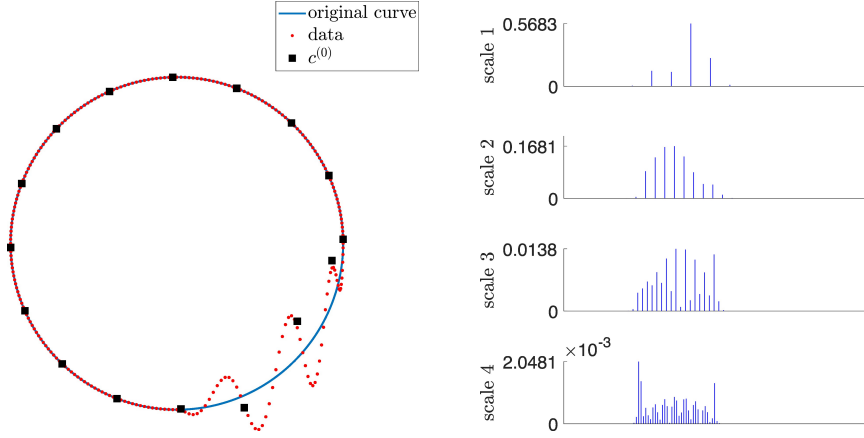 original curve
data
c^{(0)}
scale 1
0.5683
0
scale 2
0.1681
0
scale 3
0.0138
0
scale 4
×10^{-3}
2.0481
0